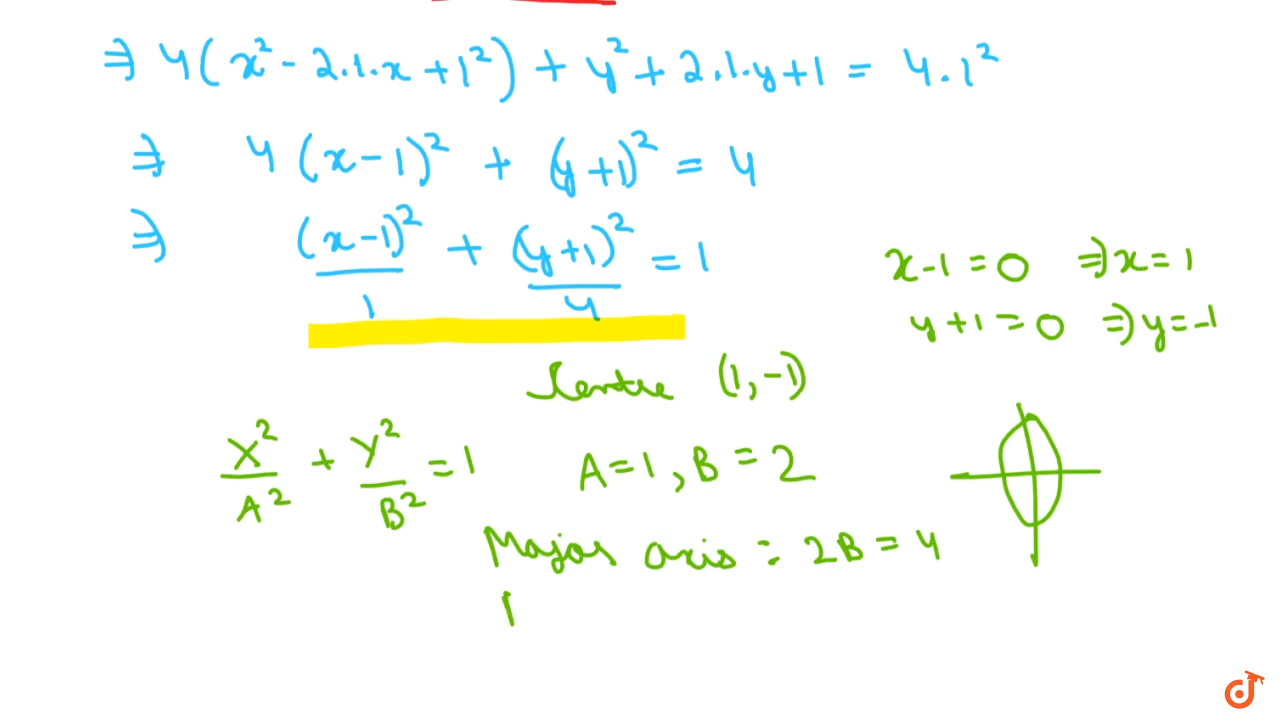 ⇒ 4(x² - 2.1.x + 1²) + y² + 2.1.y + 1 = 4.1²
⇒ 4(x-1)² + (y+1)² = 4
⇒ (x-1)²/1 + (y+1)²/4 = 1
x-1 = 0 ⇒ x = 1
y+1 = 0 ⇒ y = -1
Centre (1, -1)
X²/A² + Y²/B² = 1 A = 1, B = 2
Major axis = 2B = 4